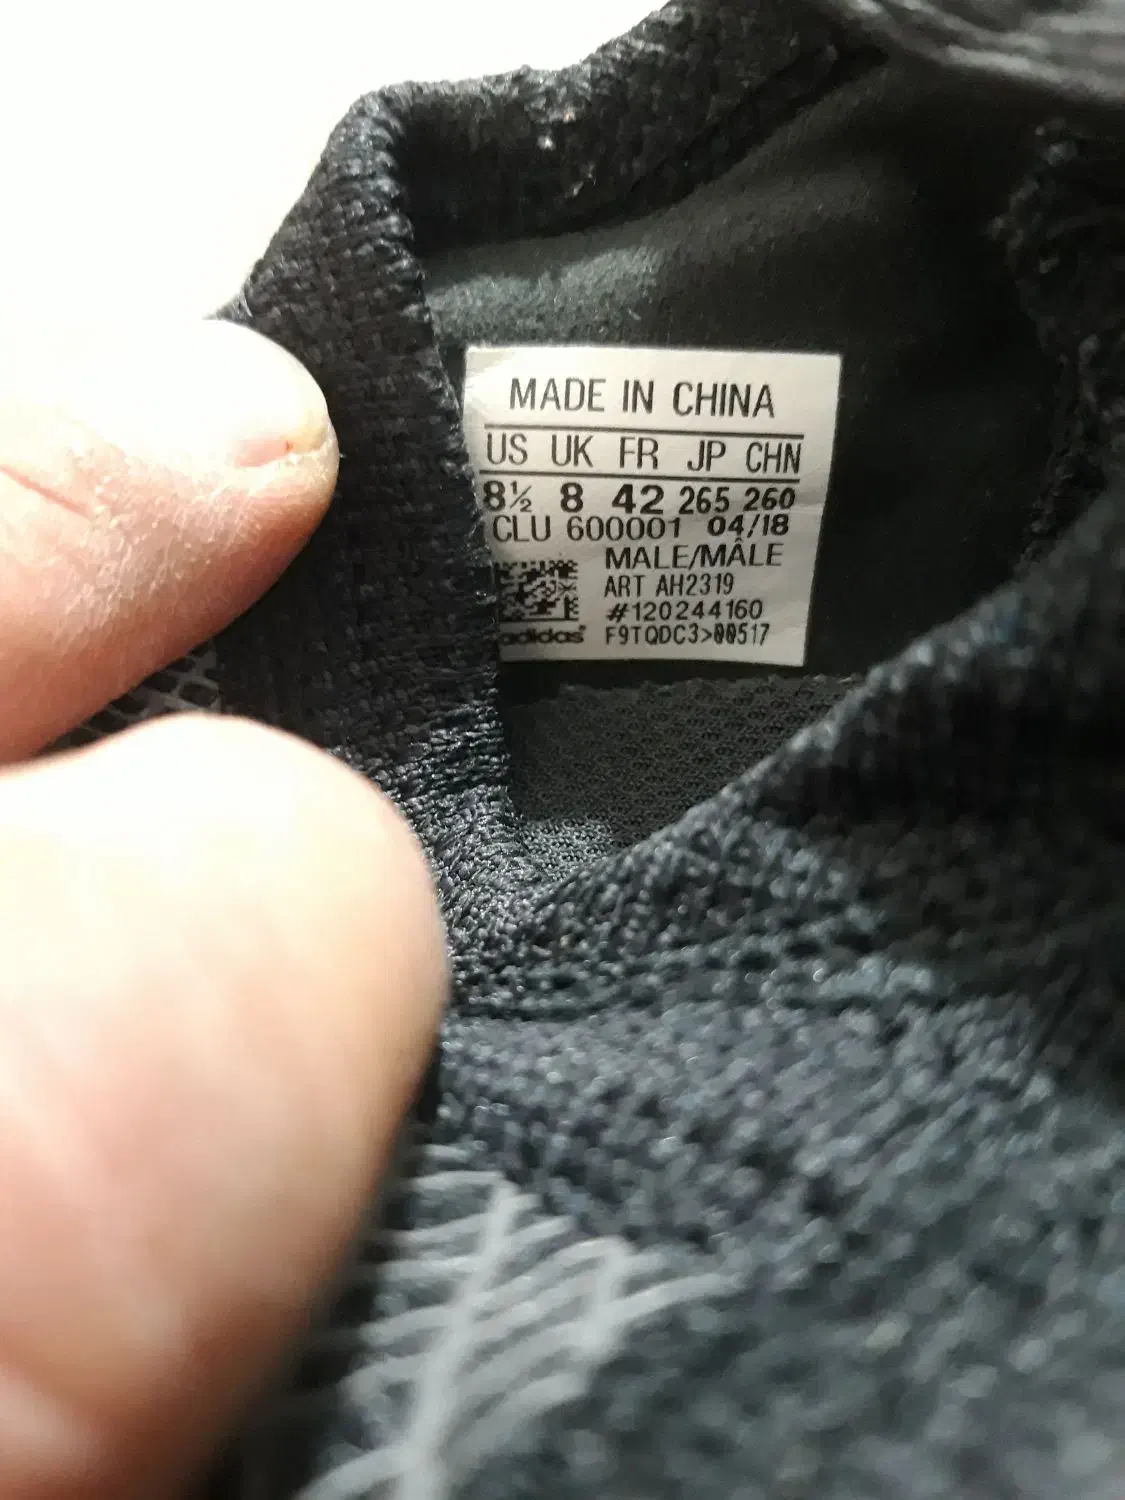 MADE IN CHINA
US UK FR JP CHN
8½ 8 42 265 260
CLU 600001 04/18
MALE/MÂLE
ART AH2319
#120244160
adidas F9TQDC3>00517